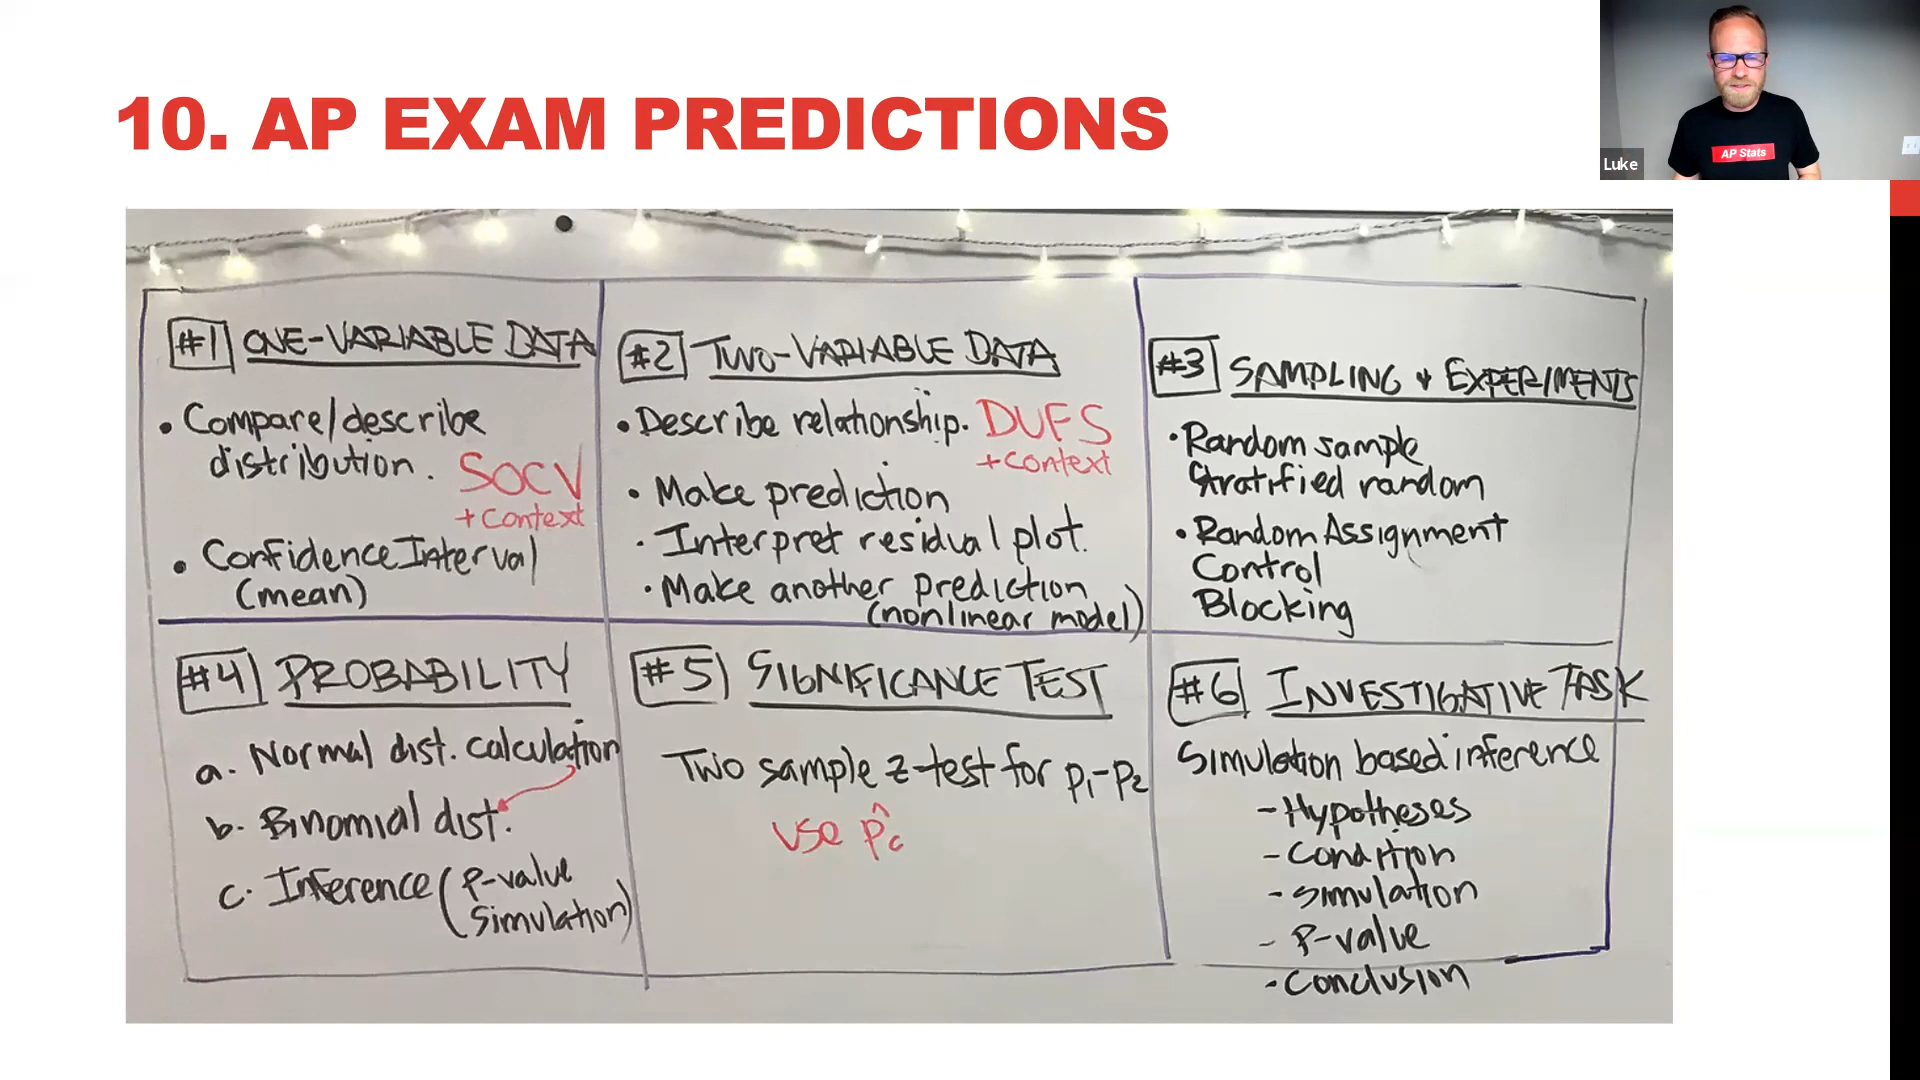 10. AP EXAM PREDICTIONS
AP Stats
Luke
#1 ONE-VARIABLE DATA
• Compare/describe
distribution. SOCV
+ context
• Confidence Interval
(mean)
#2 TWO-VARIABLE DATA
• Describe relationship. DUFS
+context
• Make prediction
• Interpret residual plot.
• Make another prediction
(nonlinear model)
#3 SAMPLING + EXPERIMENTS
• Random sample
Stratified random
• Random Assignment
Control
Blocking
#4 PROBABILITY
a. Normal dist. calculation
b. Binomial dist.
c. Inference (P-value
Simulation)
#5 SIGNIFICANCE TEST
Two sample z-test for p₁-p₂
use p̂c
#6 INVESTIGATIVE TASK
Simulation based inference
- Hypotheses
- Condition
- Simulation
- P-value
- Conclusion